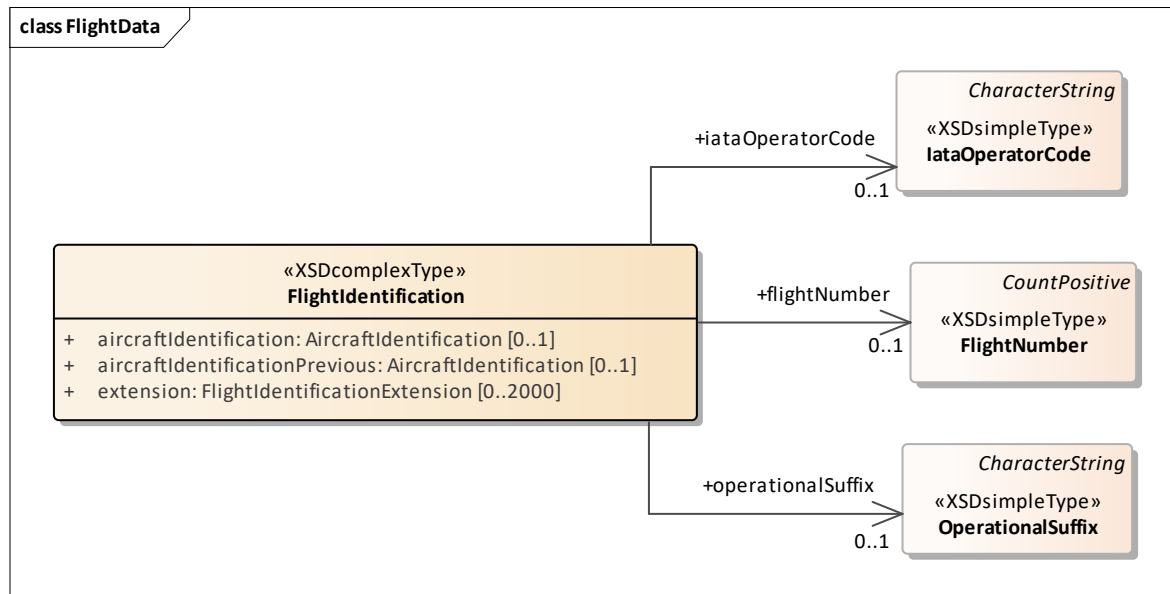 class FlightData
CharacterString
«XSDsimpleType»
IataOperatorCode
+iataOperatorCode
0..1
«XSDcomplexType»
FlightIdentification
+ aircraftIdentification: AircraftIdentification [0..1]
+ aircraftIdentificationPrevious: AircraftIdentification [0..1]
+ extension: FlightIdentificationExtension [0..2000]
CountPositive
«XSDsimpleType»
FlightNumber
+flightNumber
0..1
CharacterString
«XSDsimpleType»
OperationalSuffix
+operationalSuffix
0..1